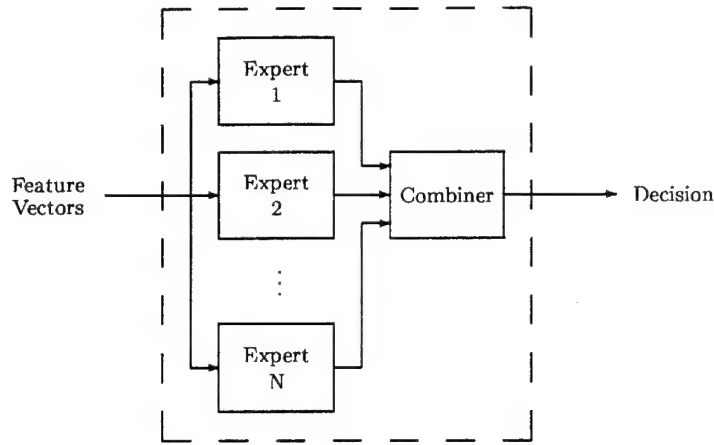 Expert
1
Feature
Vectors
Expert
2
Combiner
Decision
Expert
N